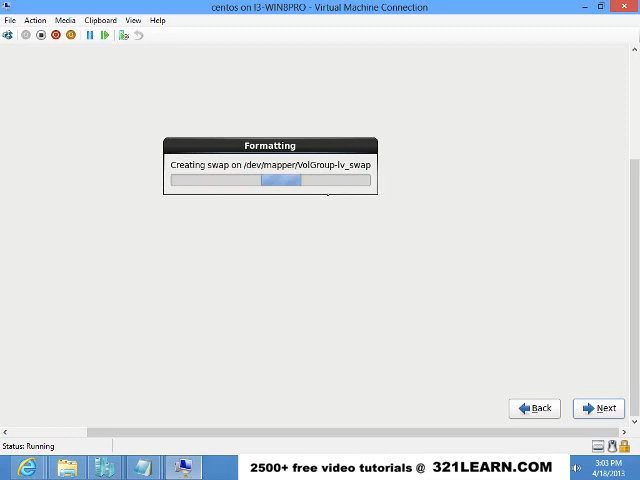 centos on I3-WIN8PRO - Virtual Machine Connection
File Action Media Clipboard View Help
Formatting
Creating swap on /dev/mapper/VolGroup-lv_swap
Back Next
Status: Running
2500+ free video tutorials @ 321LEARN.COM
3:03 PM
4/18/2013